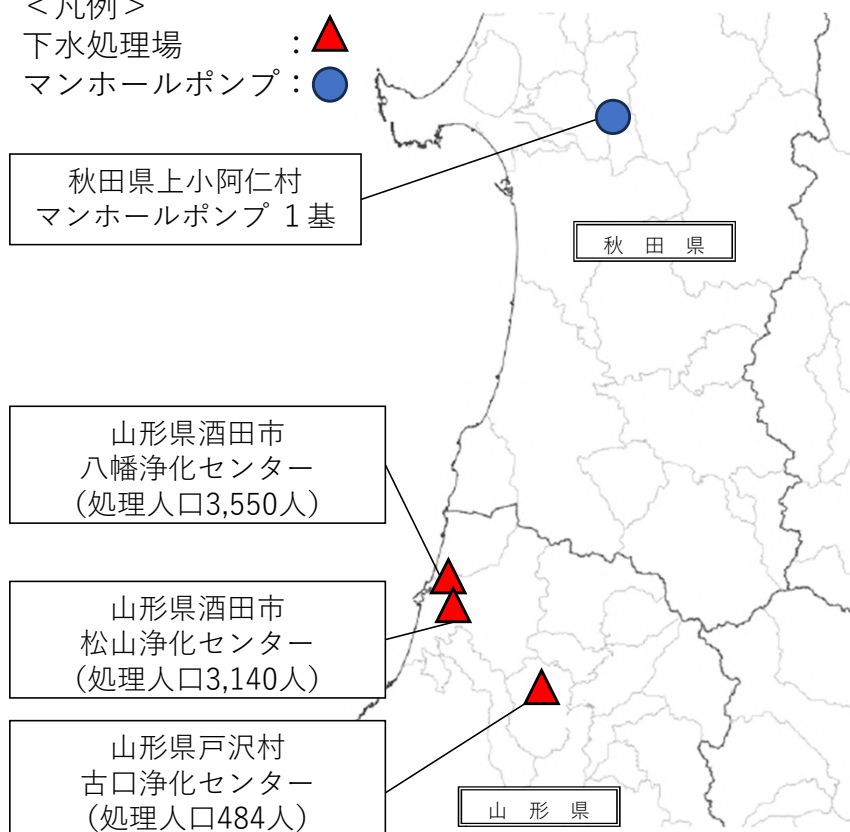 ＜凡例＞
下水処理場　　　：
マンホールポンプ：
秋田県上小阿仁村
マンホールポンプ １基
秋 田 県
山形県酒田市
八幡浄化センター
（処理人口3,550人）
山形県酒田市
松山浄化センター
（処理人口3,140人）
山形県戸沢村
古口浄化センター
（処理人口484人）
山 形 県